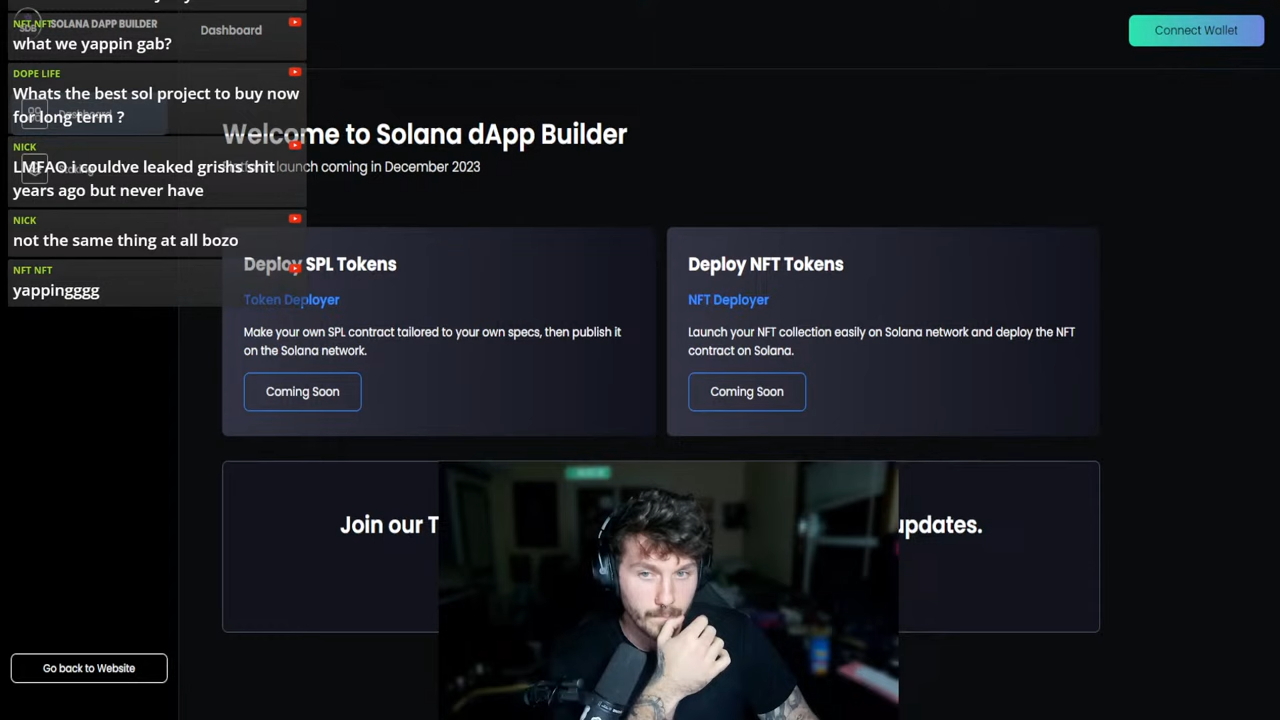 NFT NFT
SOLANA DAPP BUILDER
SDB
what we yappin gab?
DOPE LIFE
Whats the best sol project to buy now
for long term ?
Dashboard
NICK
LMFAO i couldve leaked grishs shit
years ago but never have
NICK
not the same thing at all bozo
NFT NFT
yappingggg
Go back to Website
Dashboard
Connect Wallet
Welcome to Solana dApp Builder
Platform launch coming in December 2023
Deploy SPL Tokens
Token Deployer
Make your own SPL contract tailored to your own specs, then publish it
on the Solana network.
Coming Soon
Deploy NFT Tokens
NFT Deployer
Launch your NFT collection easily on Solana network and deploy the NFT
contract on Solana.
Coming Soon
Join our T
updates.